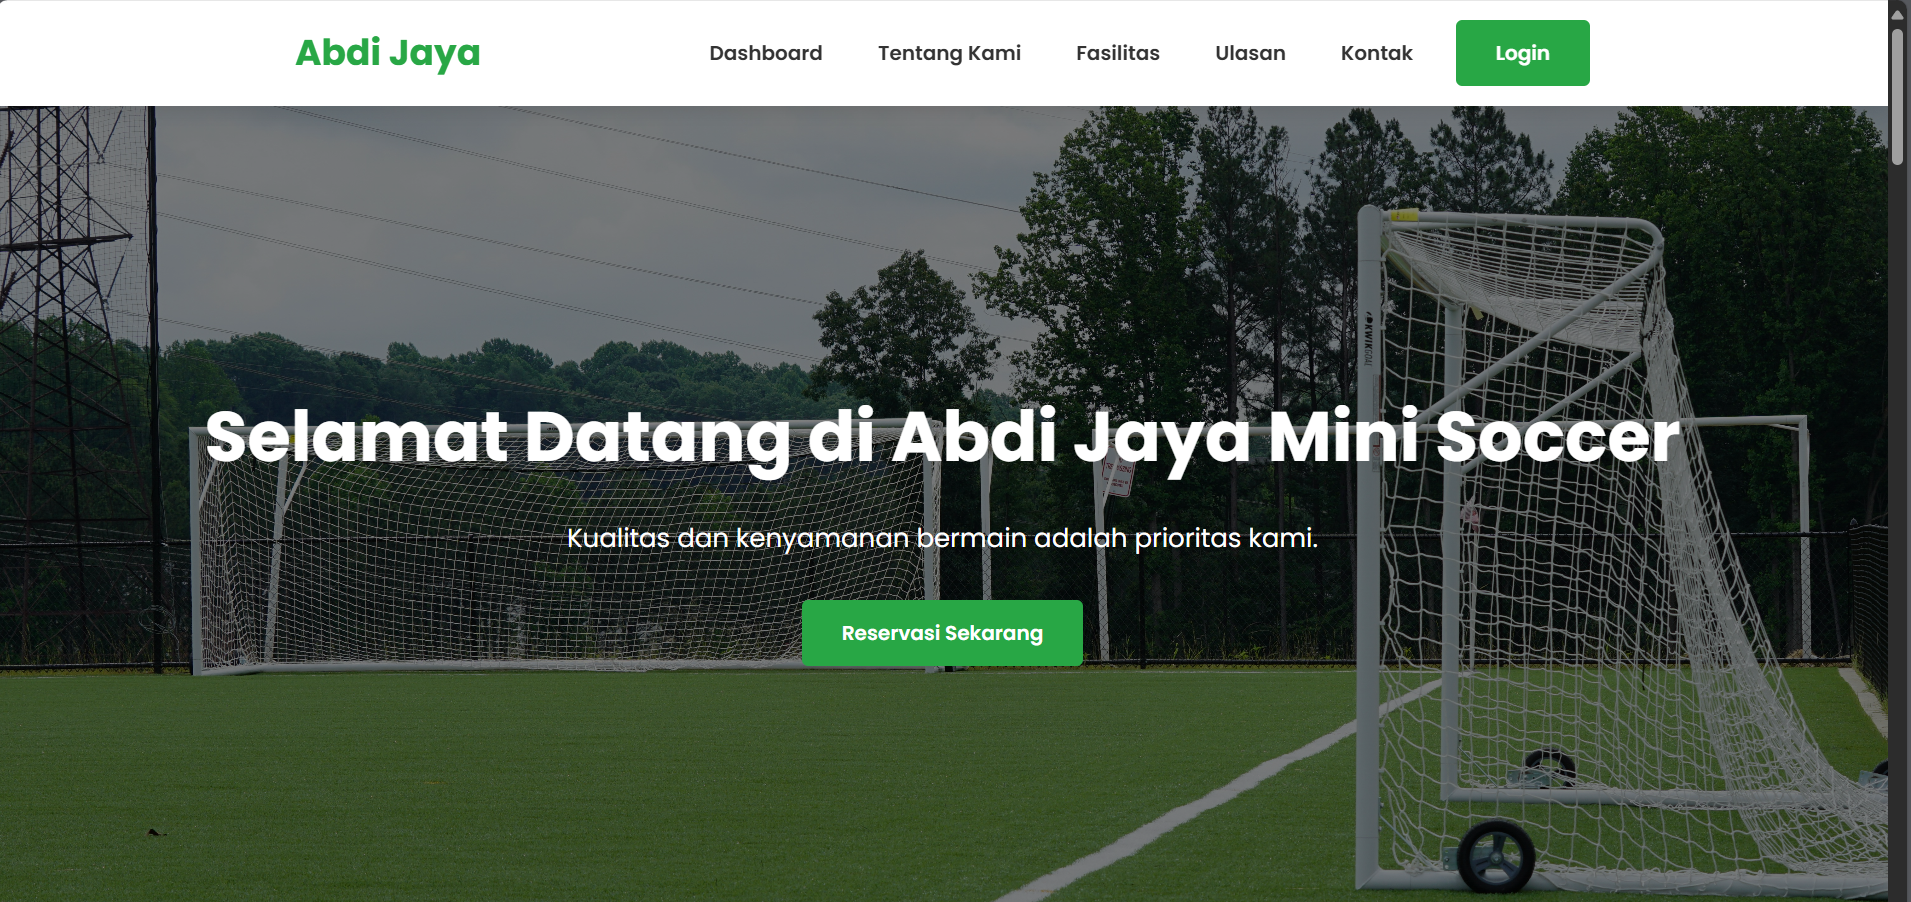 Abdi Jaya
Dashboard
Tentang Kami
Fasilitas
Ulasan
Kontak
Login
Selamat Datang di Abdi Jaya Mini Soccer
Kualitas dan kenyamanan bermain adalah prioritas kami.
Reservasi Sekarang
KWIKGOAL